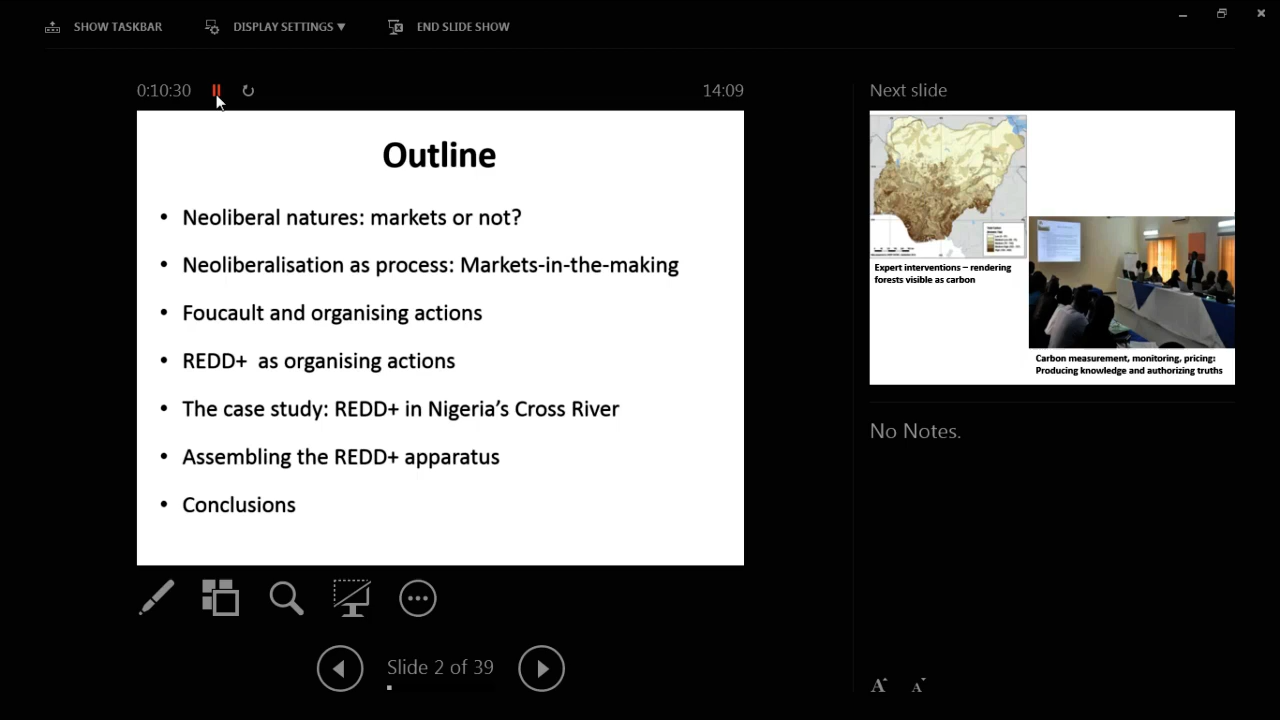 SHOW TASKBAR
DISPLAY SETTINGS ▼
END SLIDE SHOW
0:10:30
14:09
Next slide
Outline
• Neoliberal natures: markets or not?
• Neoliberalisation as process: Markets-in-the-making
• Foucault and organising actions
• REDD+ as organising actions
• The case study: REDD+ in Nigeria’s Cross River
• Assembling the REDD+ apparatus
• Conclusions
Expert interventions – rendering
forests visible as carbon
Carbon measurement, monitoring, pricing:
Producing knowledge and authorizing truths
No Notes.
Slide 2 of 39
A A